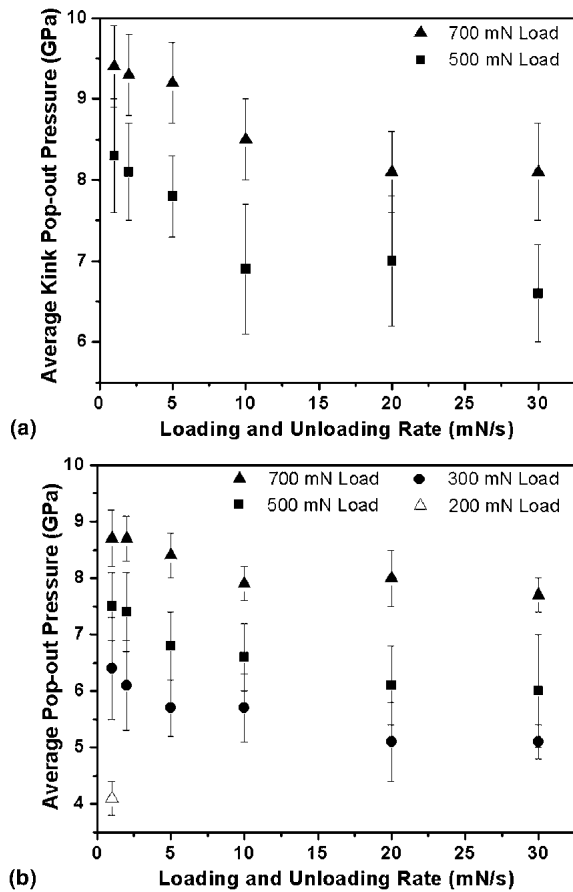 10
9
8
7
6
Average Kink Pop-out Pressure (GPa)
700 mN Load
500 mN Load
0 5 10 15 20 25 30
(a) Loading and Unloading Rate (mN/s)
10
9
8
7
6
5
4
Average Pop-out Pressure (GPa)
700 mN Load 300 mN Load
500 mN Load 200 mN Load
0 5 10 15 20 25 30
(b) Loading and Unloading Rate (mN/s)